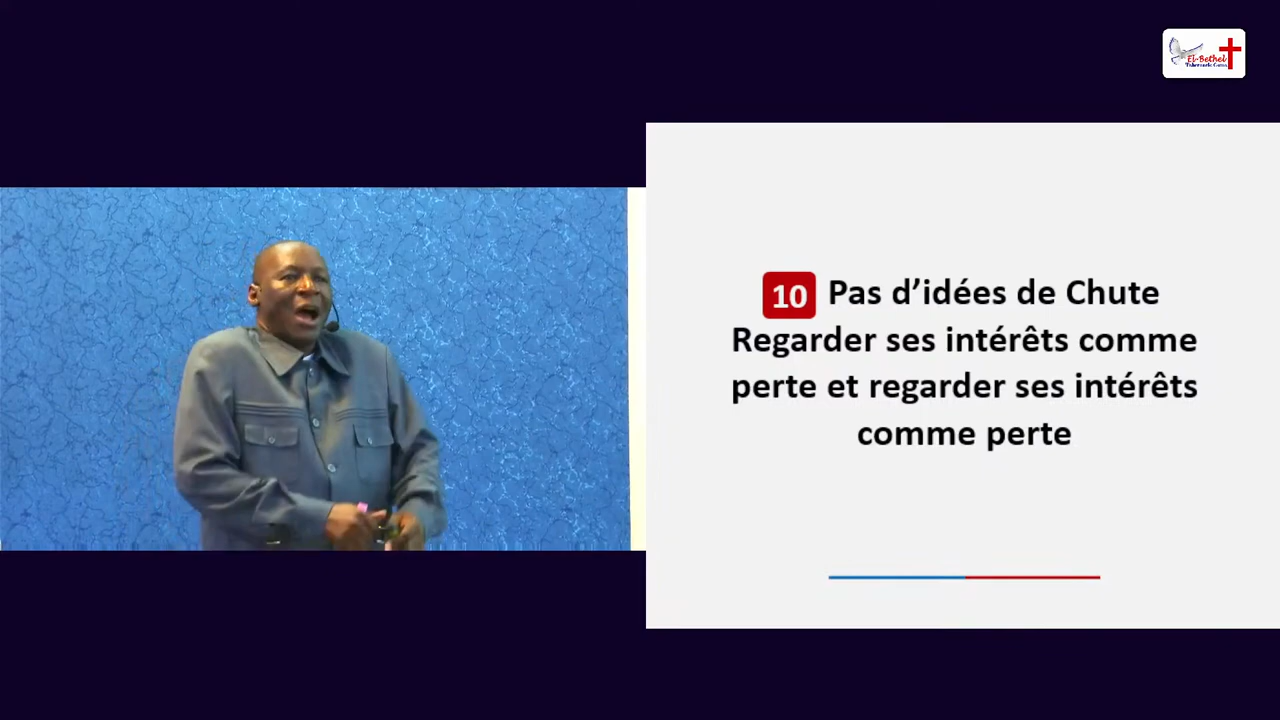 El-Bethel
10 Pas d’idées de Chute
Regarder ses intérêts comme
perte et regarder ses intérêts
comme perte